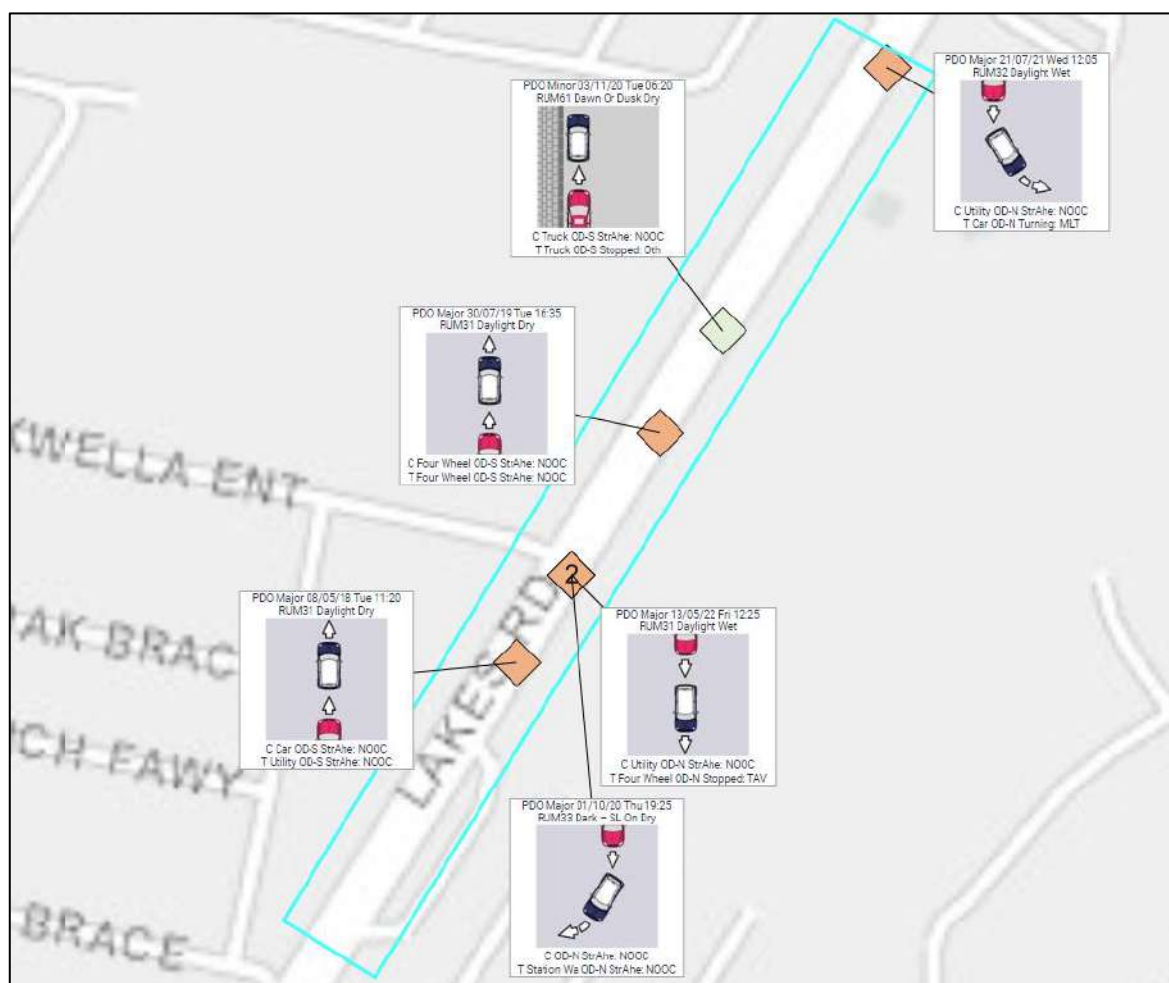 PDO Major 21/07/21 Wed 12:05
RUM32 Daylight Wet
C Utility OD-N StrAhe: NOOC
T Car OD-N Turning: MLT
PDO Minor 03/11/20 Tue 06:20
RUM61 Dawn Or Dusk Dry
C Truck OD-S StrAhe: NOOC
T Truck OD-S Stopped: Oth
PDO Major 30/07/19 Tue 16:35
RUM31 Daylight Dry
C Four Wheel OD-S StrAhe: NOOC
T Four Wheel OD-S StrAhe: NOOC
KWELLA ENT
2
LAKES RD
PDO Major 08/05/18 Tue 11:20
RUM31 Daylight Dry
C Car OD-S StrAhe: NOOC
T Utility OD-S StrAhe: NOOC
PDO Major 13/05/22 Fri 12:25
RUM31 Daylight Wet
C Utility OD-N StrAhe: NOOC
T Four Wheel OD-N Stopped: TAV
AK BRAC
CH FAWY
PDO Major 01/10/20 Thu 19:25
RUM33 Dark – SL On Dry
C OD-N StrAhe: NOOC
T Station Wa OD-N StrAhe: NOOC
BRACE